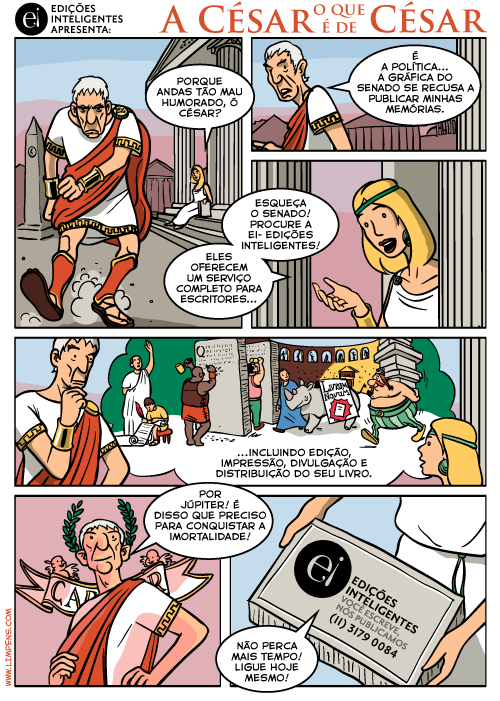 ei
EDIÇÕES
INTELIGENTES
APRESENTA:
A CÉSAR O QUE
É DE CÉSAR
PORQUE
ANDAS TÃO MAU
HUMORADO, Ô
CÉSAR?
É
A POLÍTICA...
A GRÁFICA DO
SENADO SE RECUSA A
PUBLICAR MINHAS
MEMÓRIAS.
ESQUEÇA
O SENADO!
PROCURE A
EI- EDIÇÕES
INTELIGENTES!
ELES
OFERECEM
UM SERVIÇO
COMPLETO PARA
ESCRITORES...
...INCLUINDO EDIÇÃO,
IMPRESSÃO, DIVULGAÇÃO E
DISTRIBUIÇÃO DO SEU LIVRO.
POR
JÚPITER! É
DISSO QUE PRECISO
PARA CONQUISTAR A
IMORTALIDADE!
ei
EDIÇÕES
INTELIGENTES
VOCÊ ESCREVE,
NÓS PUBLICAMOS
(11) 3179 0084
NÃO PERCA
MAIS TEMPO!
LIGUE HOJE
MESMO!
WWW.LIMPENS.COM